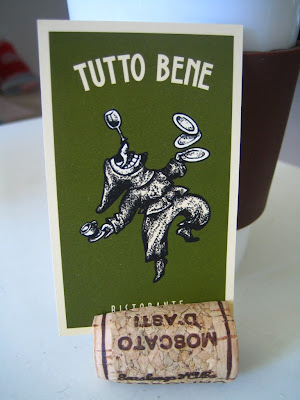 TUTTO BENE
RISTORANTE
MOSCATO
D'ASTI